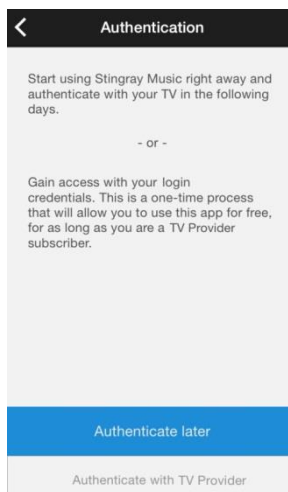 Authentication
Start using Stingray Music right away and
authenticate with your TV in the following
days.
- or -
Gain access with your login
credentials. This is a one-time process
that will allow you to use this app for free,
for as long as you are a TV Provider
subscriber.
Authenticate later
Authenticate with TV Provider